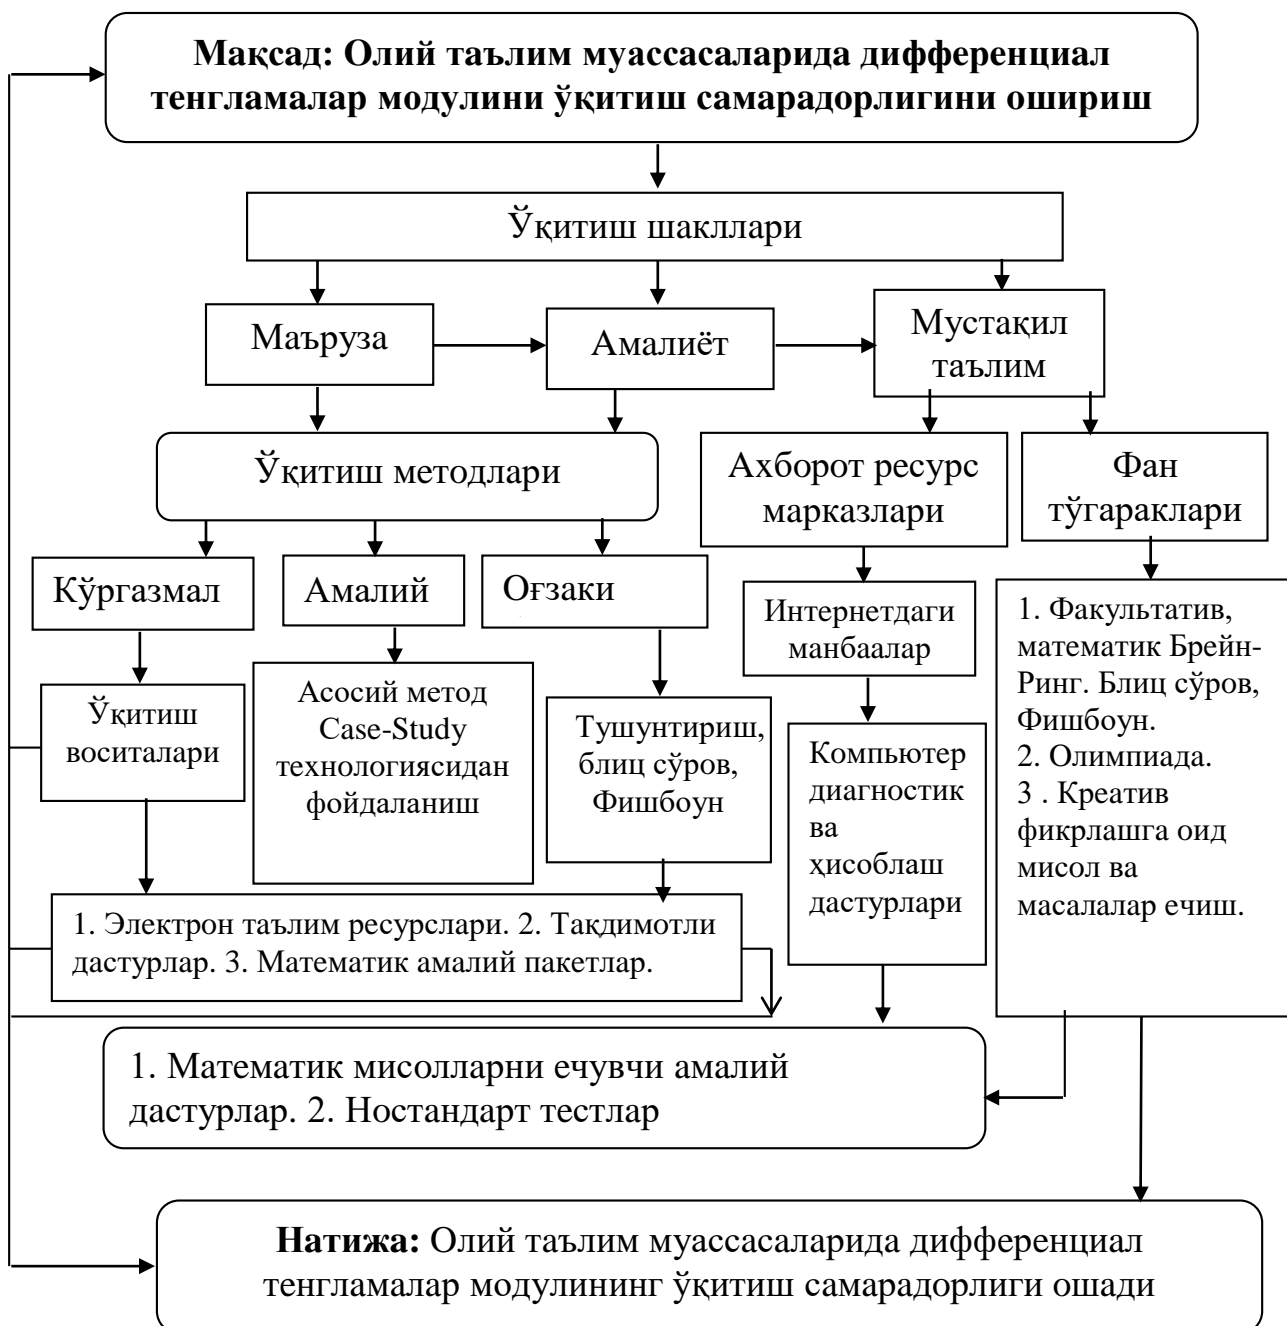 Мақсад: Олий таълим муассасаларида дифференциал
тенгламалар модулини ўқитиш самарадорлигини ошириш
Ўқитиш шакллари
Маъруза
Амалиёт
Мустақил
таълим
Ўқитиш методлари
Ахборот ресурс
марказлари
Фан
тўгараклари
Кўргазмал
Амалий
Оғзаки
Интернетдаги
манбаалар
1. Факультатив,
математик Брейн-
Ринг. Блиц сўров,
Фишбоун.
2. Олимпиада.
3 . Креатив
фикрлашга оид
мисол ва
масалалар ечиш.
Ўқитиш
воситалари
Асосий метод
Case-Study
технологиясидан
фойдаланиш
Тушунтириш,
блиц сўров,
Фишбоун
Компьютер
диагностик
ва
ҳисоблаш
дастурлари
1. Электрон таълим ресурслари. 2. Тақдимотли
дастурлар. 3. Математик амалий пакетлар.
1. Математик мисолларни ечувчи амалий
дастурлар. 2. Ностандарт тестлар
Натижа: Олий таълим муассасаларида дифференциал
тенгламалар модулининг ўқитиш самарадорлиги ошади